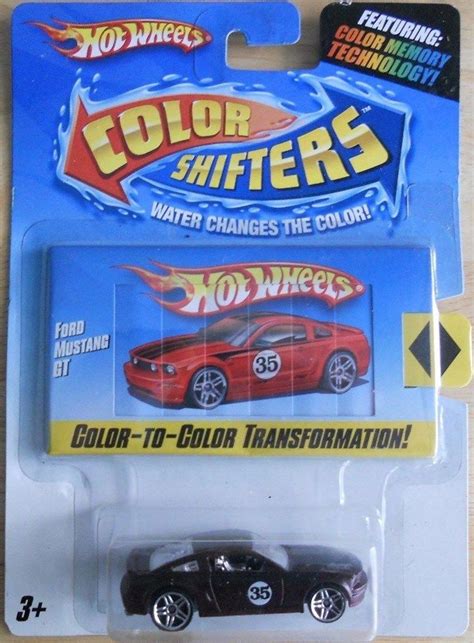 HOT WHEELS
FEATURING:
COLOR MEMORY
TECHNOLOGY!
COLOR
SHIFTERS™
WATER CHANGES THE COLOR!
HOT WHEELS
FORD
MUSTANG
GT
35
COLOR-TO-COLOR TRANSFORMATION!
35
3+